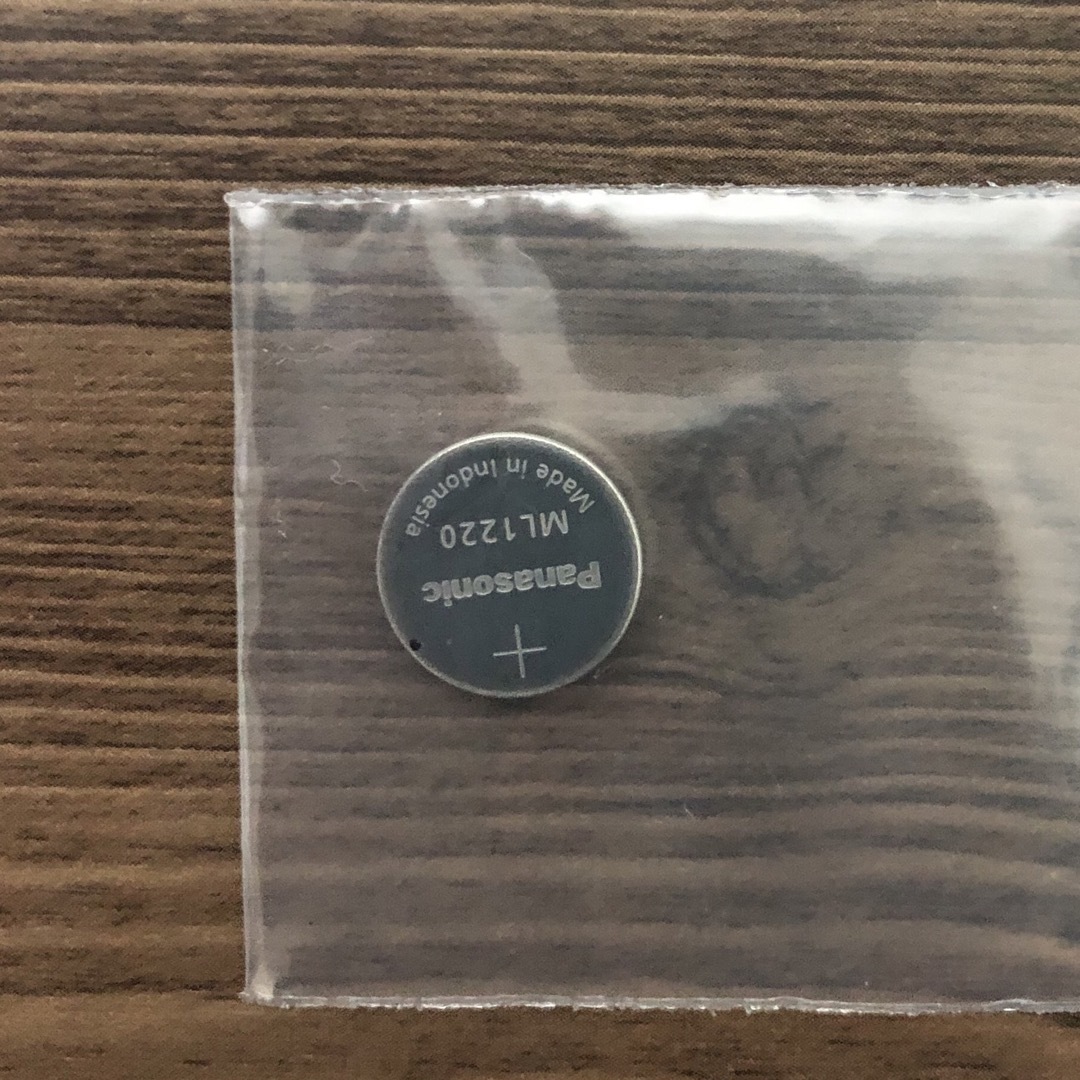 +
Panasonic
ML1220
Made in Indonesia